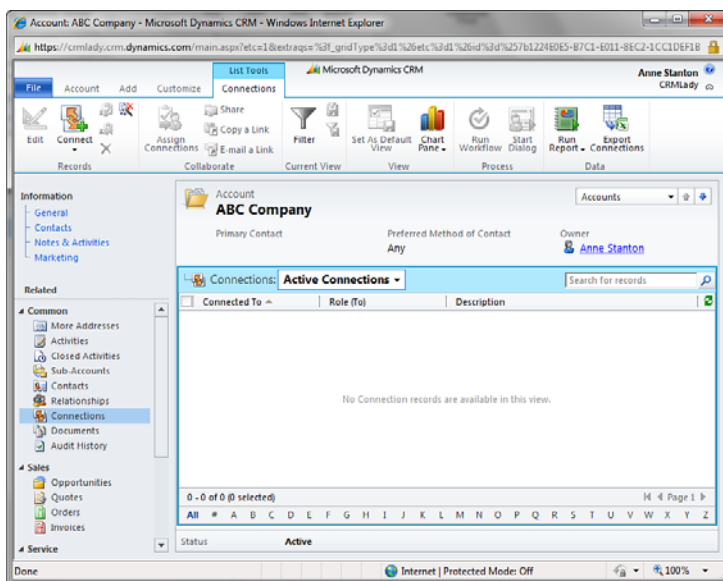 Account: ABC Company - Microsoft Dynamics CRM - Windows Internet Explorer
https://crmlady.crm.dynamics.com/main.aspx?etc=1&extraqs=%3f_gridType%3d1%26etc%3d1%26id%3d%257b1224E0E5-B7C1-E011-8EC2-1CC1DEF1B
List Tools
Microsoft Dynamics CRM
Anne Stanton
CRMLady
File Account Add Customize Connections
Edit Connect
Assign Connections
Share
Copy a Link
E-mail a Link
Filter
Set As Default View
Chart Pane
Run Workflow
Start Dialog
Run Report
Export Connections
Records Collaborate Current View View Process Data
Information
General
Contacts
Notes & Activities
Marketing
Related
Common
More Addresses
Activities
Closed Activities
Sub-Accounts
Contacts
Relationships
Connections
Documents
Audit History
Sales
Opportunities
Quotes
Orders
Invoices
Service
Account
ABC Company
Accounts
Primary Contact Preferred Method of Contact Owner
Any Anne Stanton
Connections: Active Connections Search for records
Connected To Role (To) Description
No Connection records are available in this view.
0 - 0 of 0 (0 selected) Page 1
All # A B C D E F G H I J K L M N O P Q R S T U V W X Y Z
Status Active
Done Internet | Protected Mode: Off 100%